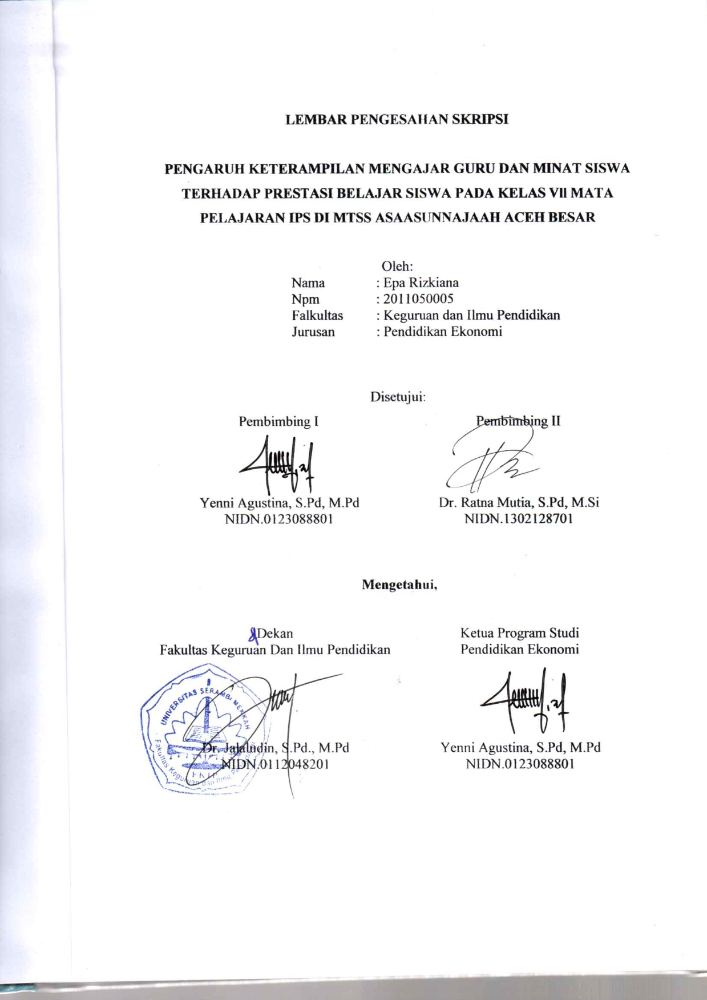 LEMBAR PENGESAHAN SKRIPSI
PENGARUH KETERAMPILAN MENGAJAR GURU DAN MINAT SISWA
TERHADAP PRESTASI BELAJAR SISWA PADA KELAS VII MATA
PELAJARAN IPS DI MTSS ASAASUNNAJAAH ACEH BESAR
Oleh:
Nama : Epa Rizkiana
Npm : 2011050005
Falkultas : Keguruan dan Ilmu Pendidikan
Jurusan : Pendidikan Ekonomi
Disetujui:
Pembimbing I Pembimbing II
Yenni Agustina, S.Pd, M.Pd Dr. Ratna Mutia, S.Pd, M.Si
NIDN.0123088801 NIDN.1302128701
Mengetahui,
Dekan Ketua Program Studi
Fakultas Keguruan Dan Ilmu Pendidikan Pendidikan Ekonomi
UNIVERSITAS SERAMBI MEKKAH
Dr. Jalaludin, S.Pd., M.Pd Yenni Agustina, S.Pd, M.Pd
NIDN.0112048201 NIDN.0123088801
FKIP
Fakultas Keguruan dan Ilmu